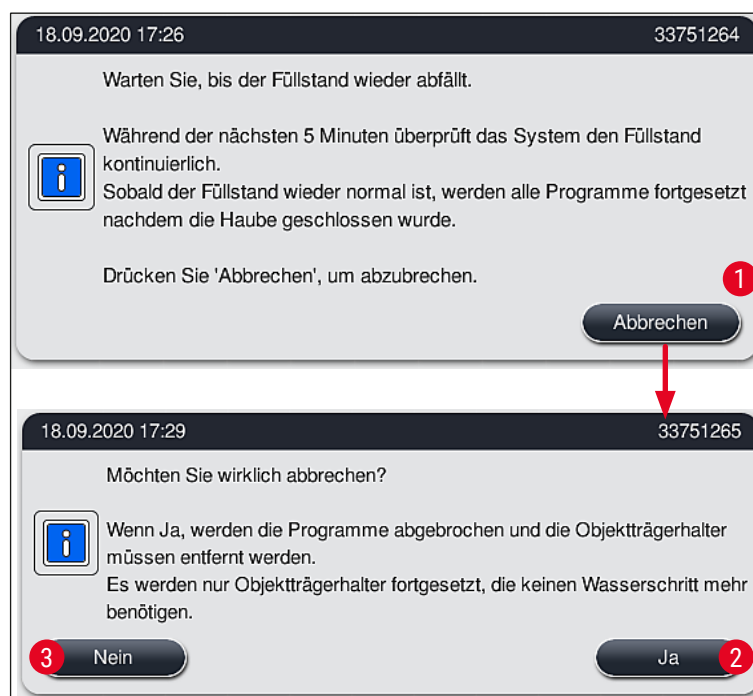 18.09.2020 17:26 33751264
Warten Sie, bis der Füllstand wieder abfällt.
Während der nächsten 5 Minuten überprüft das System den Füllstand
kontinuierlich.
Sobald der Füllstand wieder normal ist, werden alle Programme fortgesetzt
nachdem die Haube geschlossen wurde.
Drücken Sie 'Abbrechen', um abzubrechen.
1
Abbrechen
18.09.2020 17:29 33751265
Möchten Sie wirklich abbrechen?
Wenn Ja, werden die Programme abgebrochen und die Objektträgerhalter
müssen entfernt werden.
Es werden nur Objektträgerhalter fortgesetzt, die keinen Wasserschritt mehr
benötigen.
3 Nein Ja 2